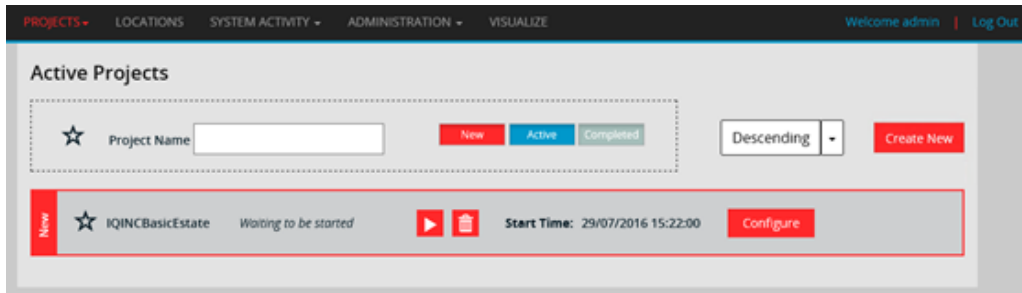 PROJECTS LOCATIONS SYSTEM ACTIVITY ADMINISTRATION VISUALIZE Welcome admin | Log Out
Active Projects
Project Name New Active Completed Descending Create New
New IQINCBasicEstate Waiting to be started Start Time: 29/07/2016 15:22:00 Configure